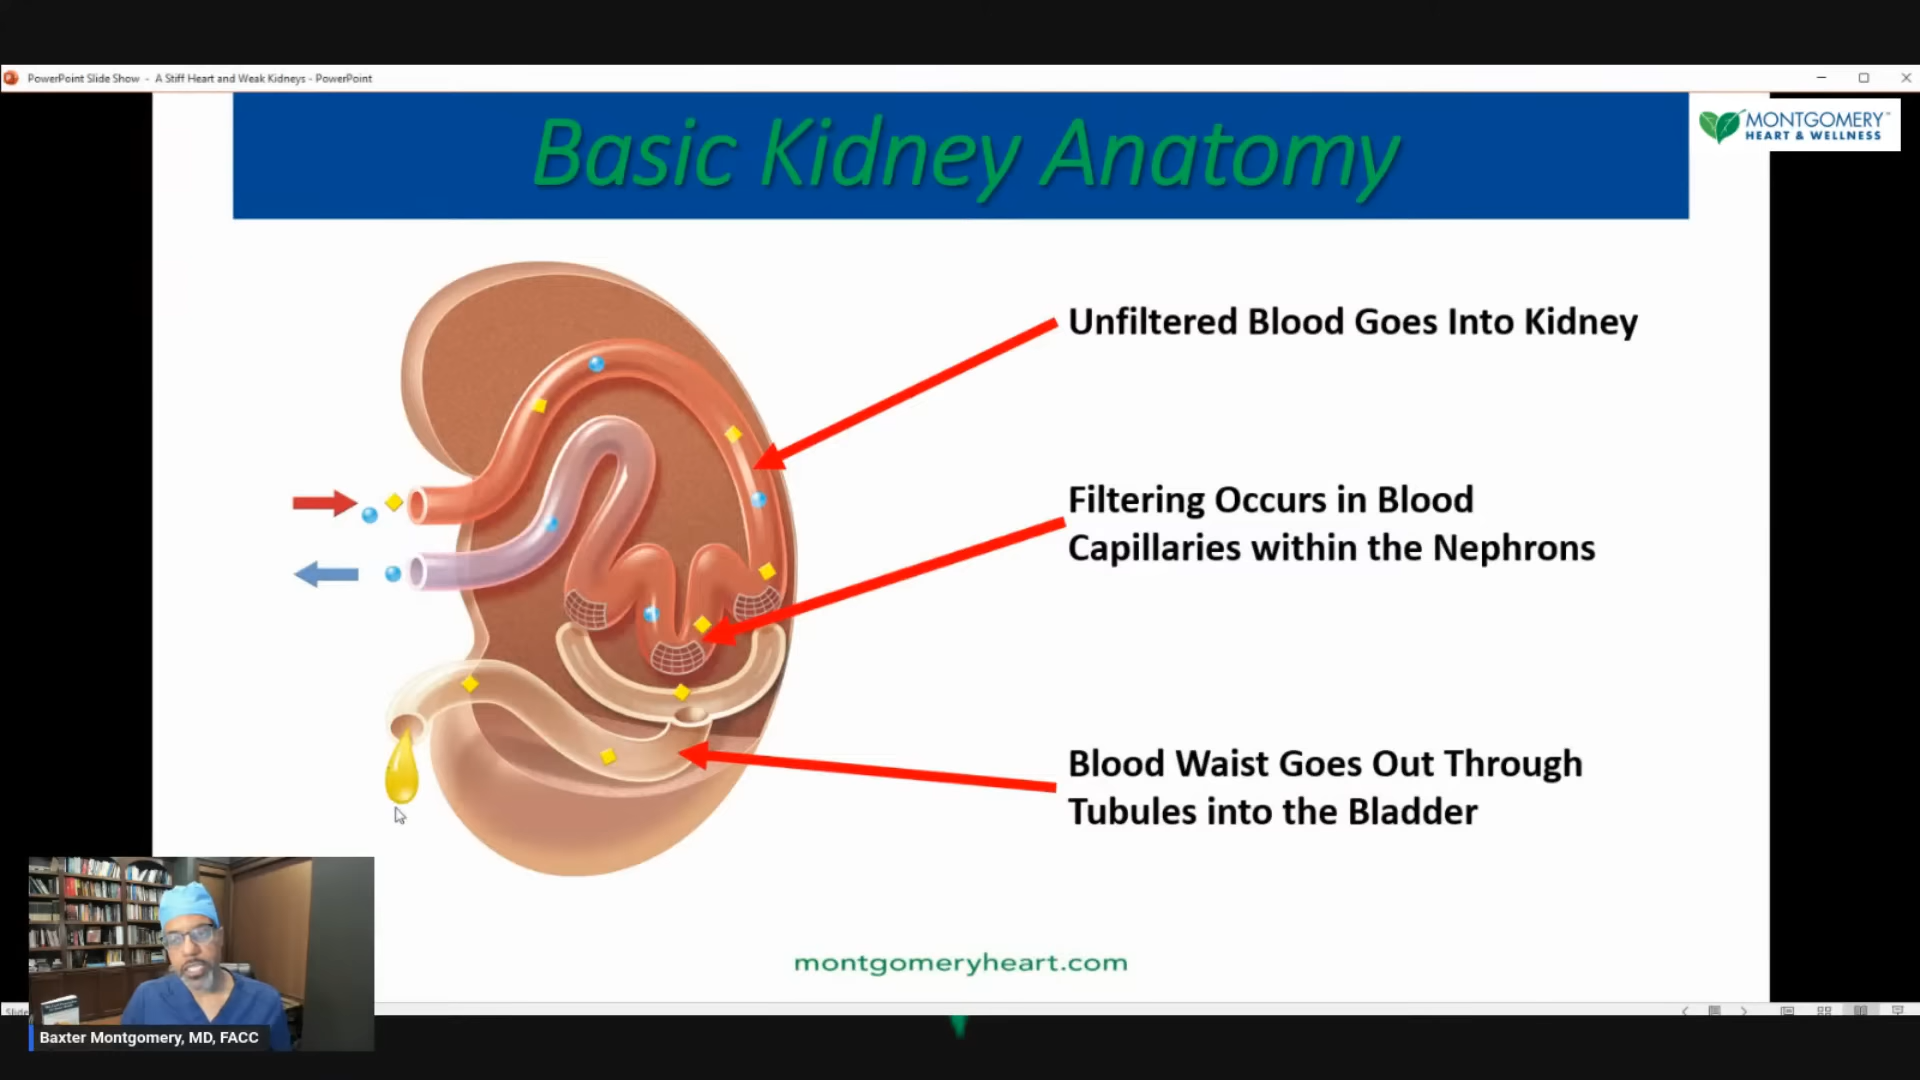 PowerPoint Slide Show - A Stiff Heart and Weak Kidneys - PowerPoint
Basic Kidney Anatomy
MONTGOMERY™
HEART & WELLNESS
Unfiltered Blood Goes Into Kidney
Filtering Occurs in Blood
Capillaries within the Nephrons
Blood Waist Goes Out Through
Tubules into the Bladder
montgomeryheart.com
Slide
Baxter Montgomery, MD, FACC